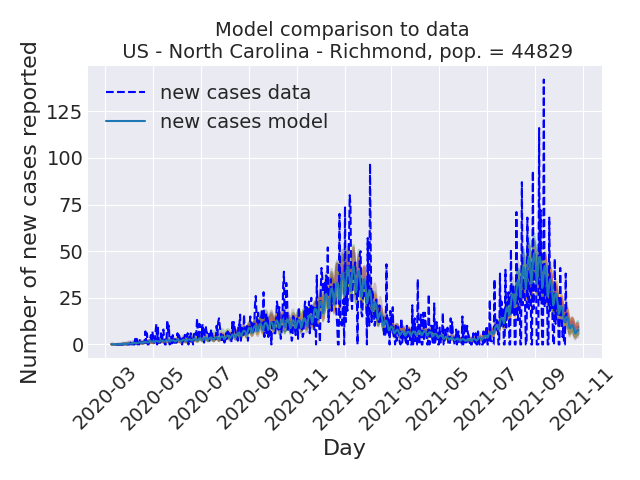 Model comparison to data
US - North Carolina - Richmond, pop. = 44829
Number of new cases reported
125
100
75
50
25
0
new cases data
new cases model
2020-03
2020-05
2020-07
2020-09
2020-11
2021-01
2021-03
2021-05
2021-07
2021-09
2021-11
Day